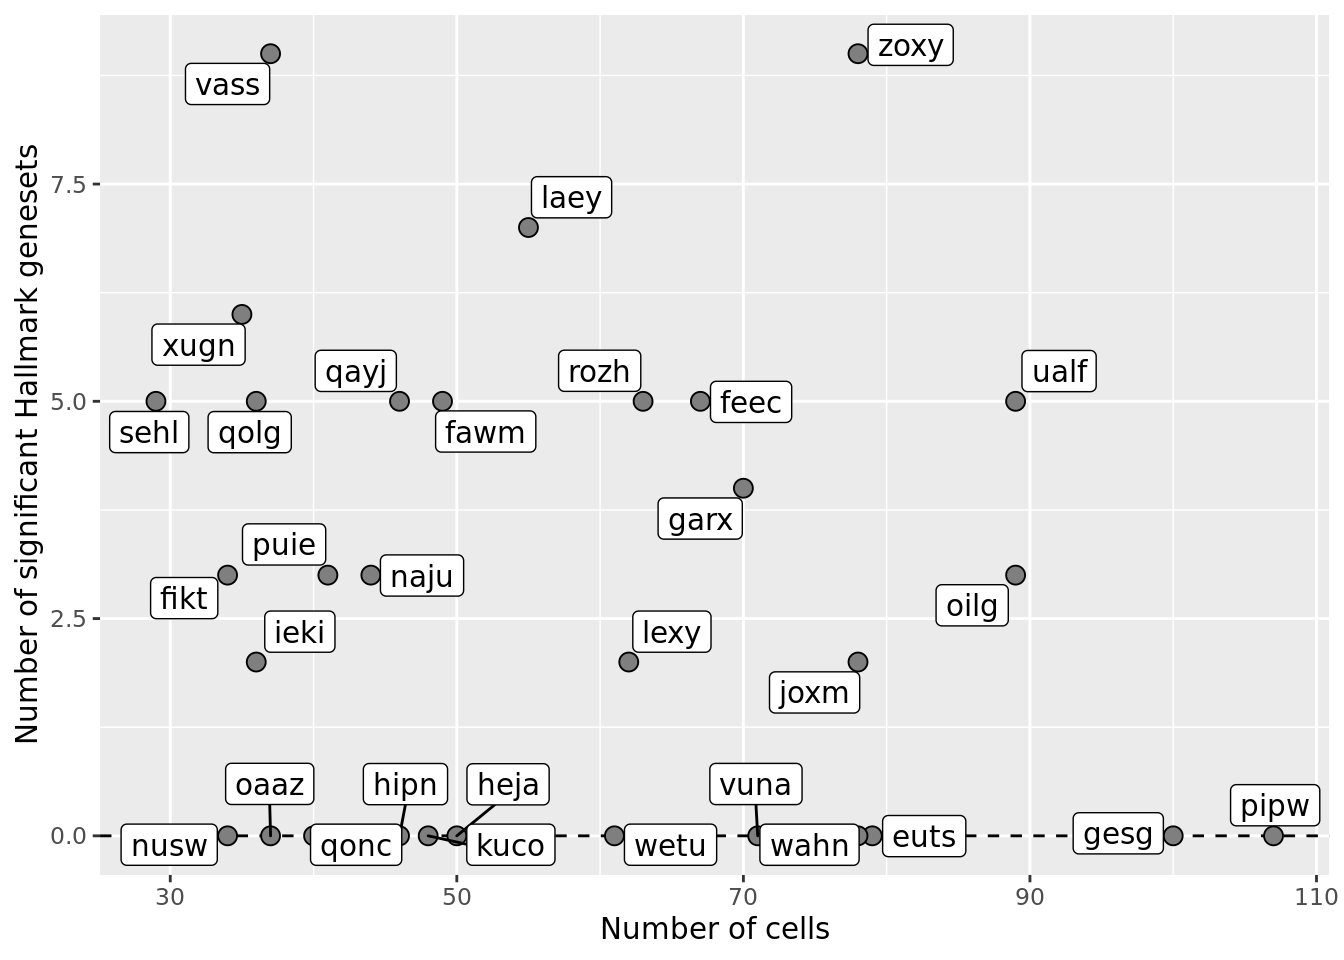 zoxy
vass
laey
xugn
qayj
rozh
ualf
feec
sehl
qolg
fawm
garx
puie
naju
fikt
oilg
ieki
lexy
joxm
oaaz
hipn
heja
vuna
pipw
nusw
qonc
kuco
wetu
wahn
euts
gesg
7.5
5.0
2.5
0.0
30
50
70
90
110
Number of cells
Number of significant Hallmark genesets